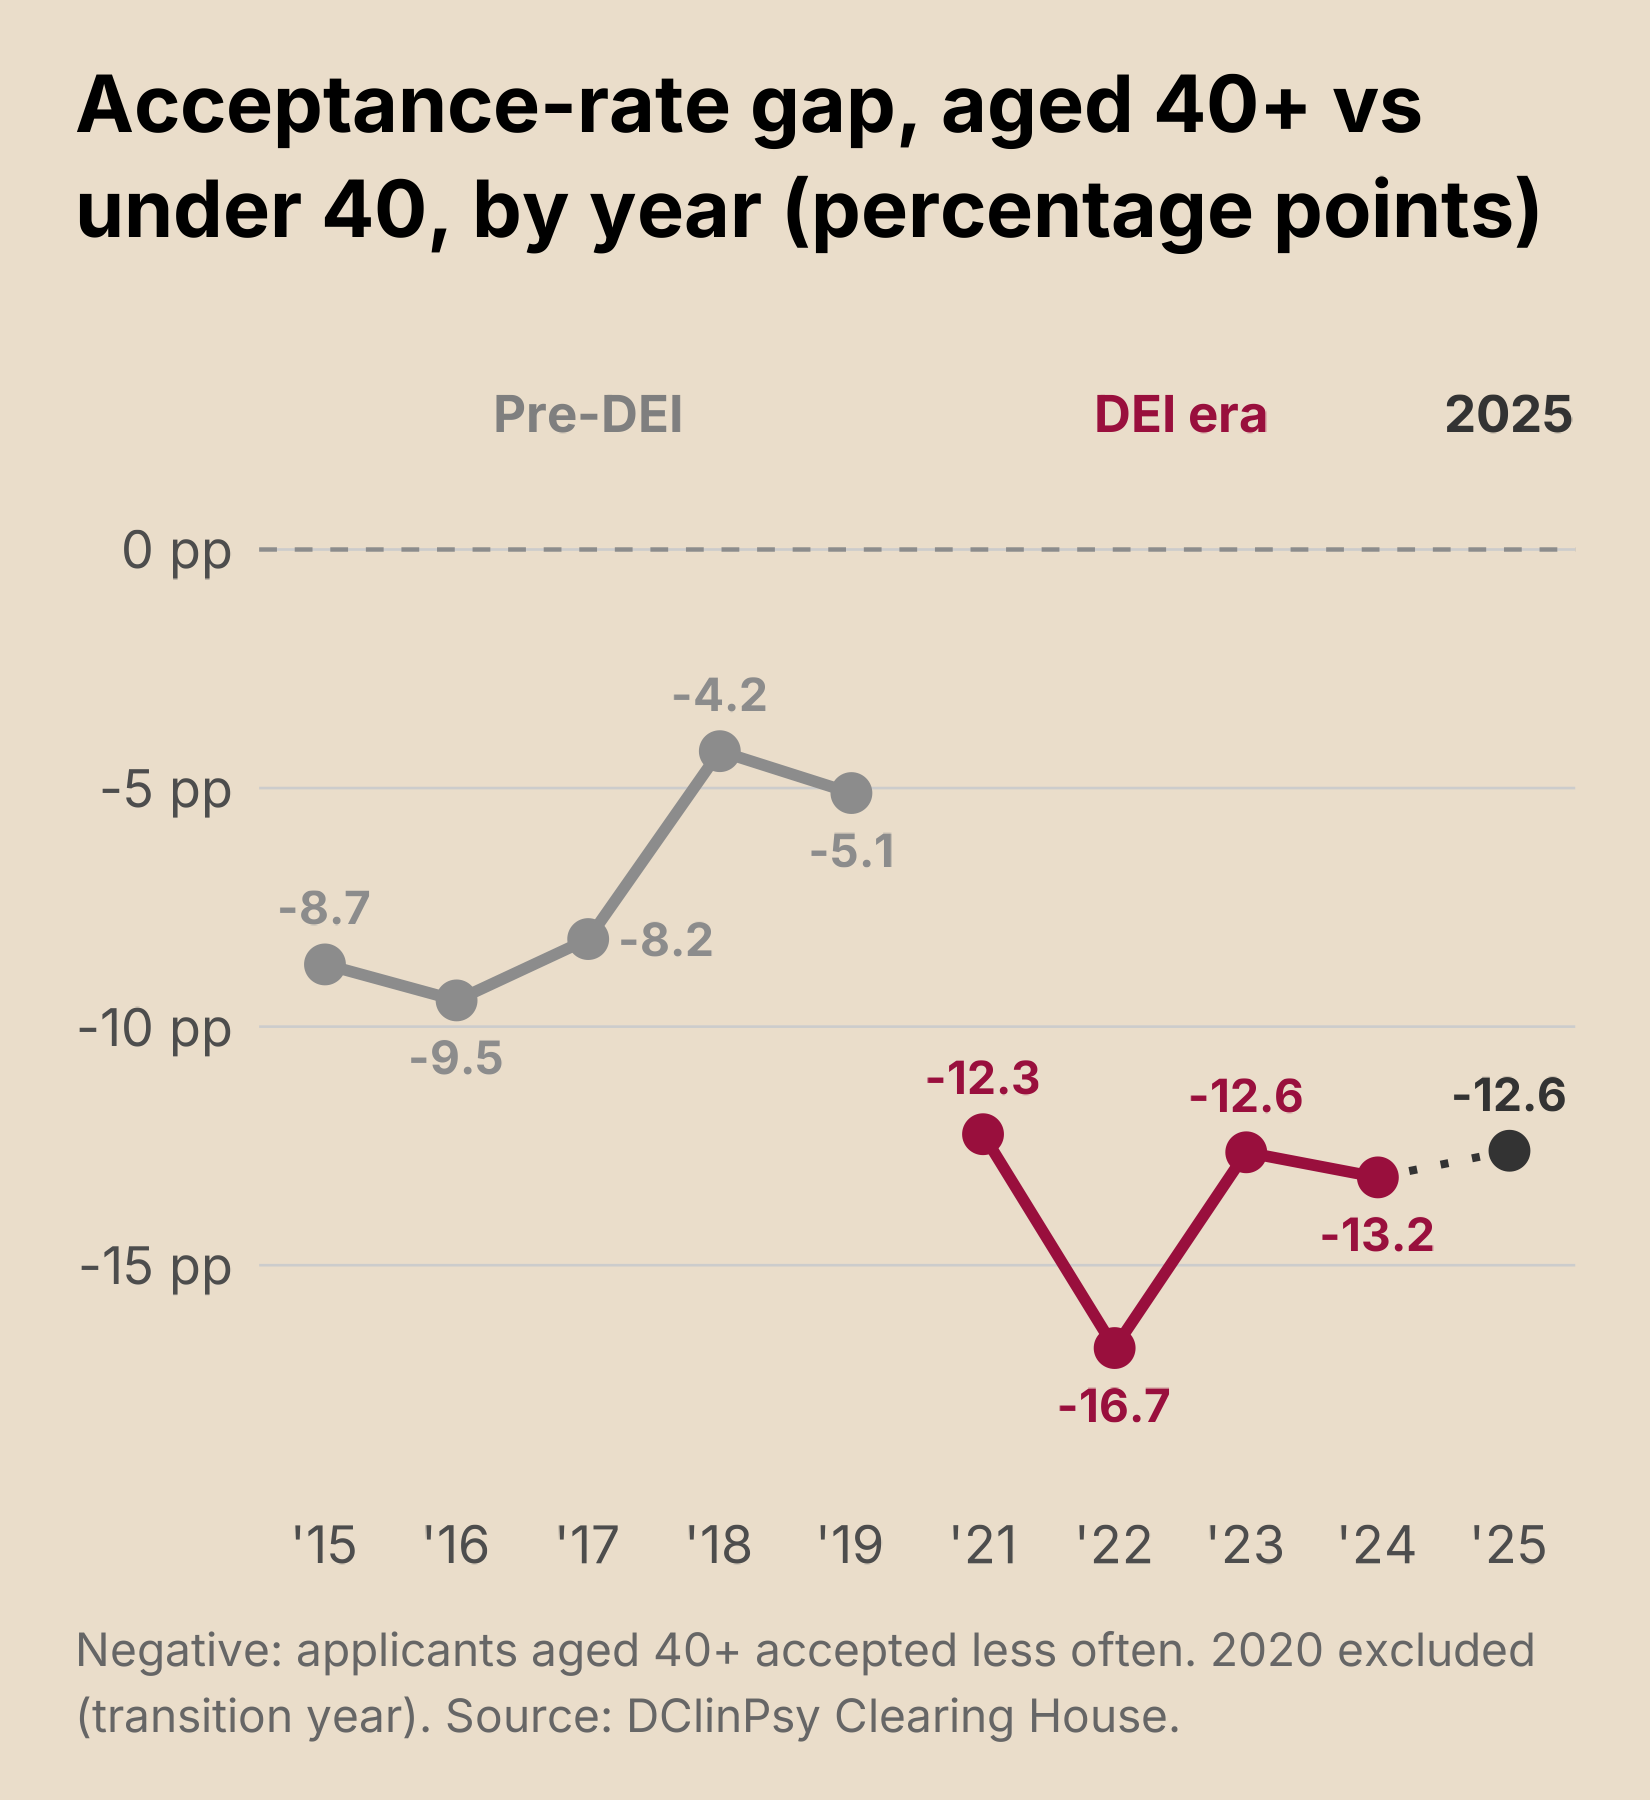 Acceptance-rate gap, aged 40+ vs
under 40, by year (percentage points)
Pre-DEI DEI era 2025
0 pp
-4.2
-5 pp
-5.1
-8.7
-8.2
-10 pp
-9.5
-12.3
-12.6
-12.6
-13.2
-15 pp
-16.7
'15 '16 '17 '18 '19 '21 '22 '23 '24 '25
Negative: applicants aged 40+ accepted less often. 2020 excluded
(transition year). Source: DClinPsy Clearing House.